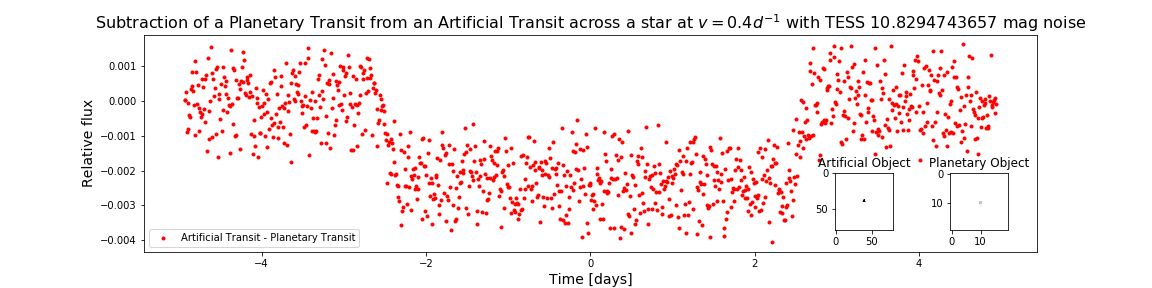 Subtraction of a Planetary Transit from an Artificial Transit across a star at v = 0.4d⁻¹ with TESS 10.8294743657 mag noise
Relative flux
0.001
0.000
−0.001
−0.002
−0.003
−0.004
Artificial Transit - Planetary Transit
Artificial Object
0
50
0 50
Planetary Object
0
10
0 10
−4 −2 0 2 4
Time [days]